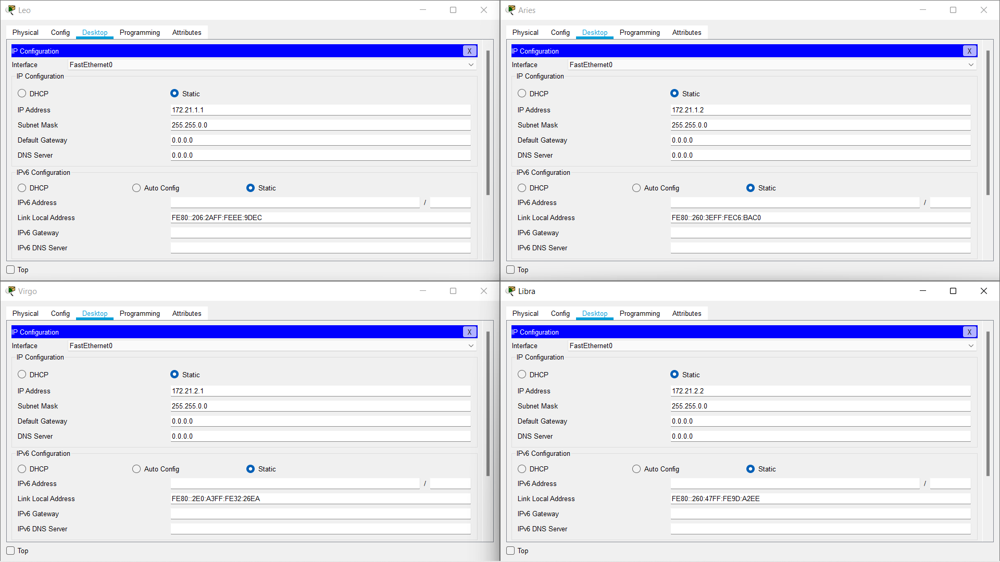 Leo
Physical Config Desktop Programming Attributes
IP Configuration X
Interface FastEthernet0
IP Configuration
DHCP Static
IP Address 172.21.1.1
Subnet Mask 255.255.0.0
Default Gateway 0.0.0.0
DNS Server 0.0.0.0
IPv6 Configuration
DHCP Auto Config Static
IPv6 Address /
Link Local Address FE80::206:2AFF:FEEE:9DEC
IPv6 Gateway
IPv6 DNS Server
Top
Aries
Physical Config Desktop Programming Attributes
IP Configuration X
Interface FastEthernet0
IP Configuration
DHCP Static
IP Address 172.21.1.2
Subnet Mask 255.255.0.0
Default Gateway 0.0.0.0
DNS Server 0.0.0.0
IPv6 Configuration
DHCP Auto Config Static
IPv6 Address /
Link Local Address FE80::260:3EFF:FEC6:BAC0
IPv6 Gateway
IPv6 DNS Server
Top
Virgo
Physical Config Desktop Programming Attributes
IP Configuration X
Interface FastEthernet0
IP Configuration
DHCP Static
IP Address 172.21.2.1
Subnet Mask 255.255.0.0
Default Gateway 0.0.0.0
DNS Server 0.0.0.0
IPv6 Configuration
DHCP Auto Config Static
IPv6 Address /
Link Local Address FE80::2E0:A3FF:FE32:26EA
IPv6 Gateway
IPv6 DNS Server
Top
Libra
Physical Config Desktop Programming Attributes
IP Configuration X
Interface FastEthernet0
IP Configuration
DHCP Static
IP Address 172.21.2.2
Subnet Mask 255.255.0.0
Default Gateway 0.0.0.0
DNS Server 0.0.0.0
IPv6 Configuration
DHCP Auto Config Static
IPv6 Address /
Link Local Address FE80::260:47FF:FE9D:A2EE
IPv6 Gateway
IPv6 DNS Server
Top